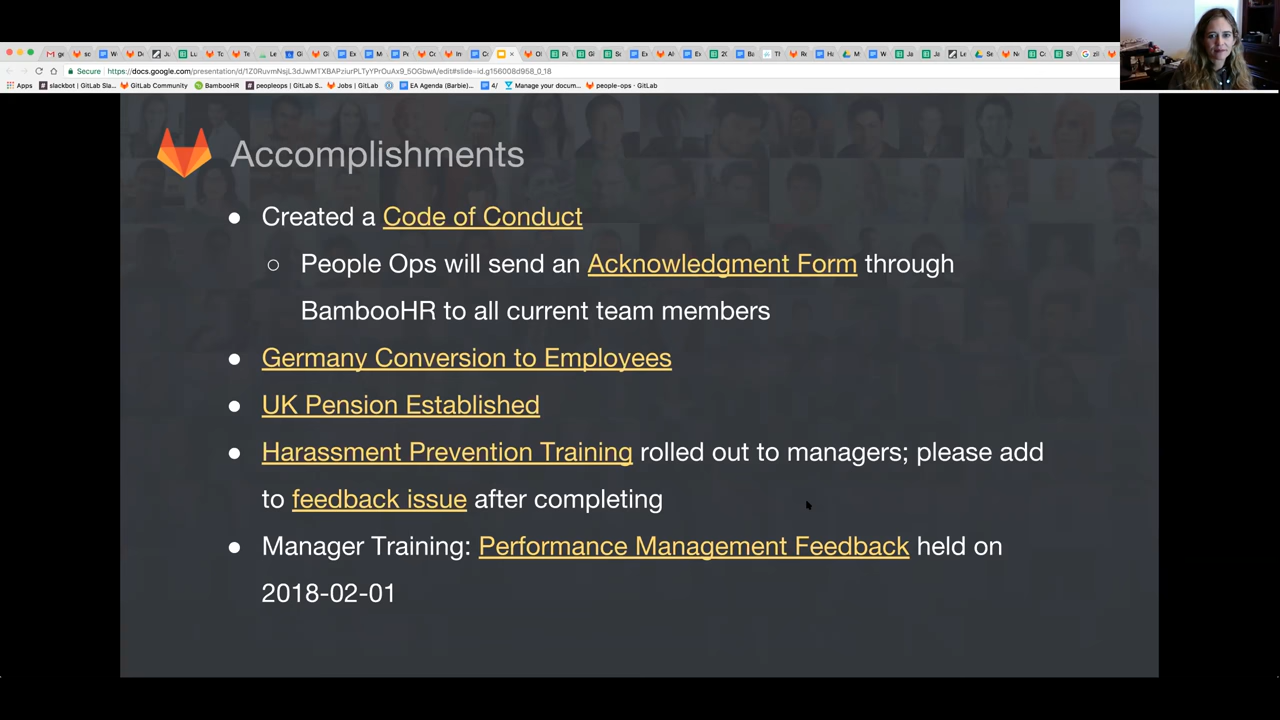 Secure
https://docs.google.com/presentation/d/1Z0RuvmNsjL3dJwMTXBAPziurPLTyYPrOuAx9_5OGbwA/edit#slide=id.g156008d958_0_18
Apps
slackbot | GitLab Sla...
GitLab Community
BambooHR
peopleops | GitLab S...
Jobs | GitLab
EA Agenda (Barbie)...
4/
Manage your docum...
people-ops · GitLab
Accomplishments
● Created a Code of Conduct
○ People Ops will send an Acknowledgment Form through
BambooHR to all current team members
● Germany Conversion to Employees
● UK Pension Established
● Harassment Prevention Training rolled out to managers; please add
to feedback issue after completing
● Manager Training: Performance Management Feedback held on
2018-02-01